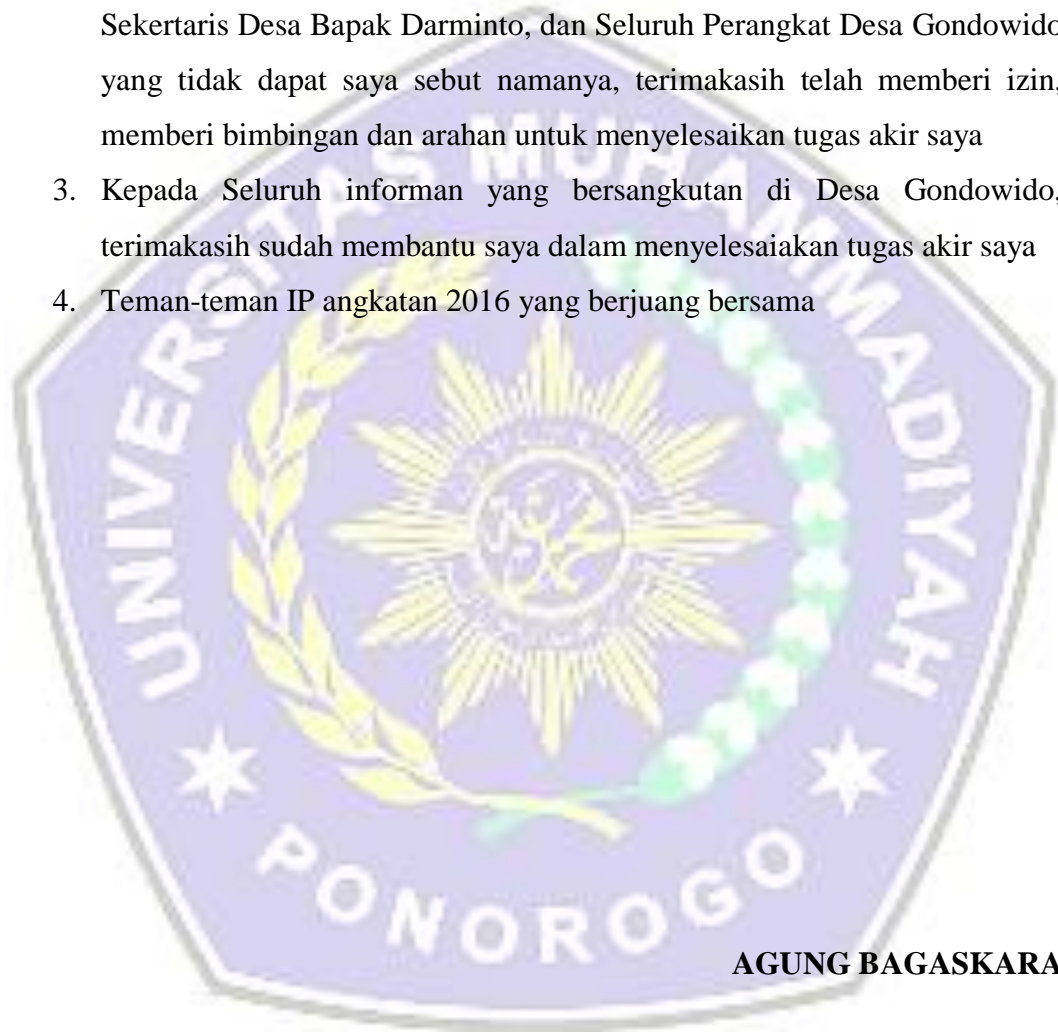 Sekertaris Desa Bapak Darminto, dan Seluruh Perangkat Desa Gondowido
yang tidak dapat saya sebut namanya, terimakasih telah memberi izin,
memberi bimbingan dan arahan untuk menyelesaikan tugas akir saya
3. Kepada Seluruh informan yang bersangkutan di Desa Gondowido,
terimakasih sudah membantu saya dalam menyelesaiakan tugas akir saya
4. Teman-teman IP angkatan 2016 yang berjuang bersama
UNIVERSITAS MUHAMMADIYAH
PONOROGO
AGUNG BAGASKARA